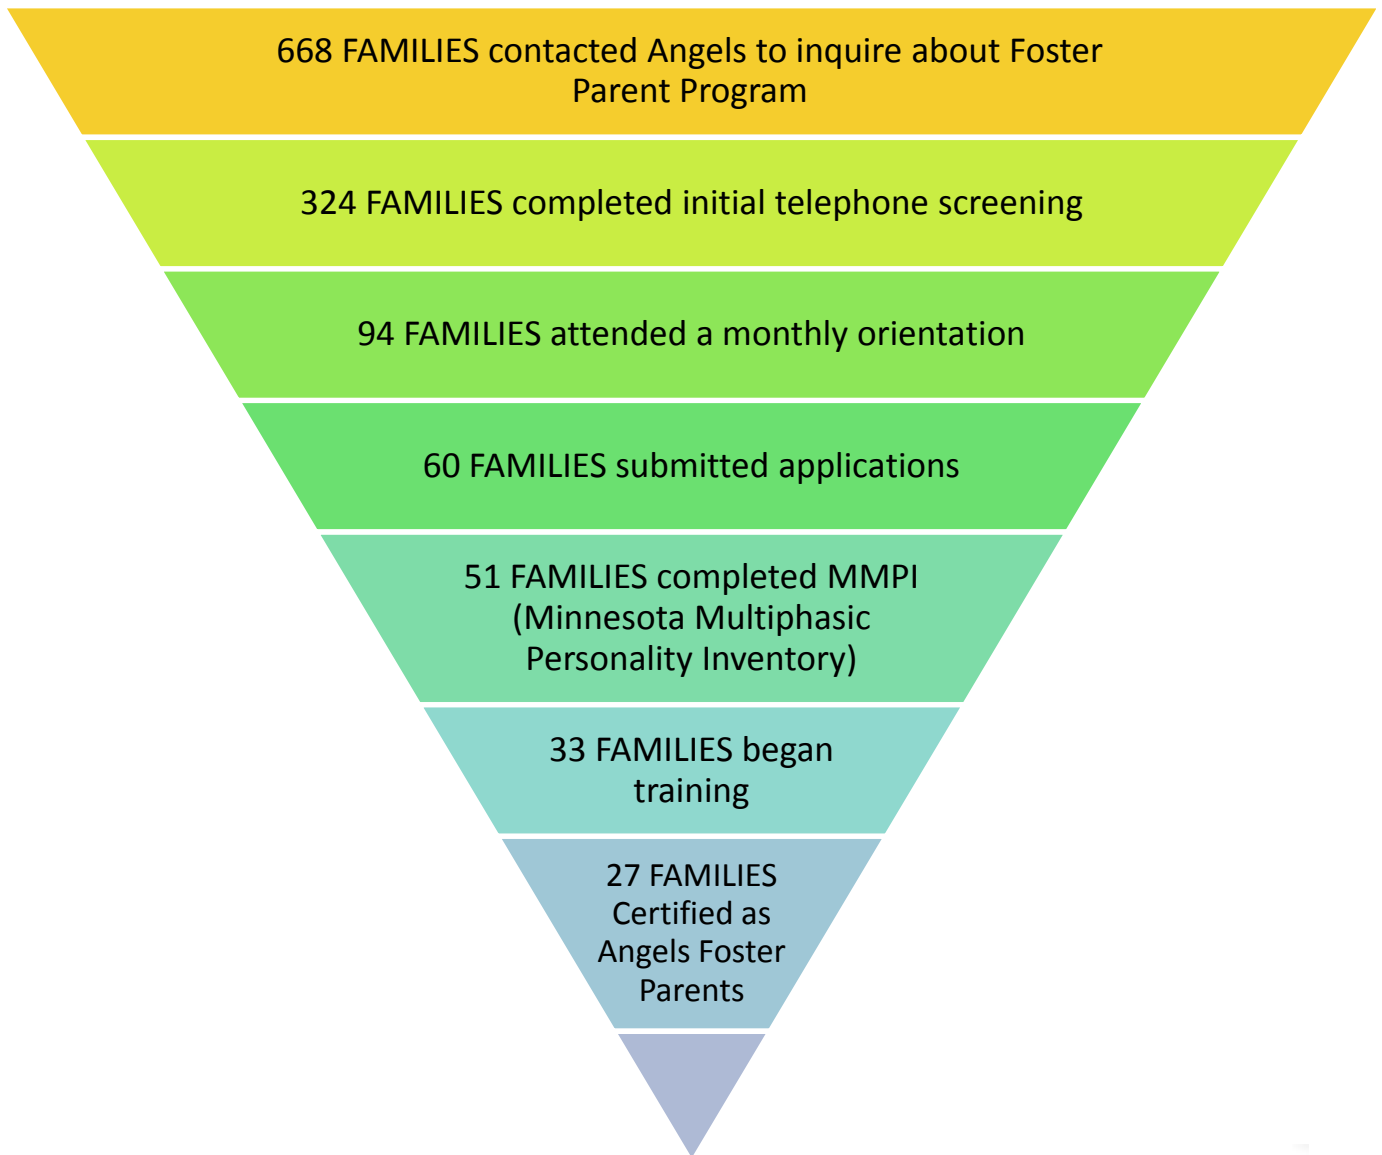 668 FAMILIES contacted Angels to inquire about Foster
Parent Program
324 FAMILIES completed initial telephone screening
94 FAMILIES attended a monthly orientation
60 FAMILIES submitted applications
51 FAMILIES completed MMPI
(Minnesota Multiphasic
Personality Inventory)
33 FAMILIES began
training
27 FAMILIES
Certified as
Angels Foster
Parents